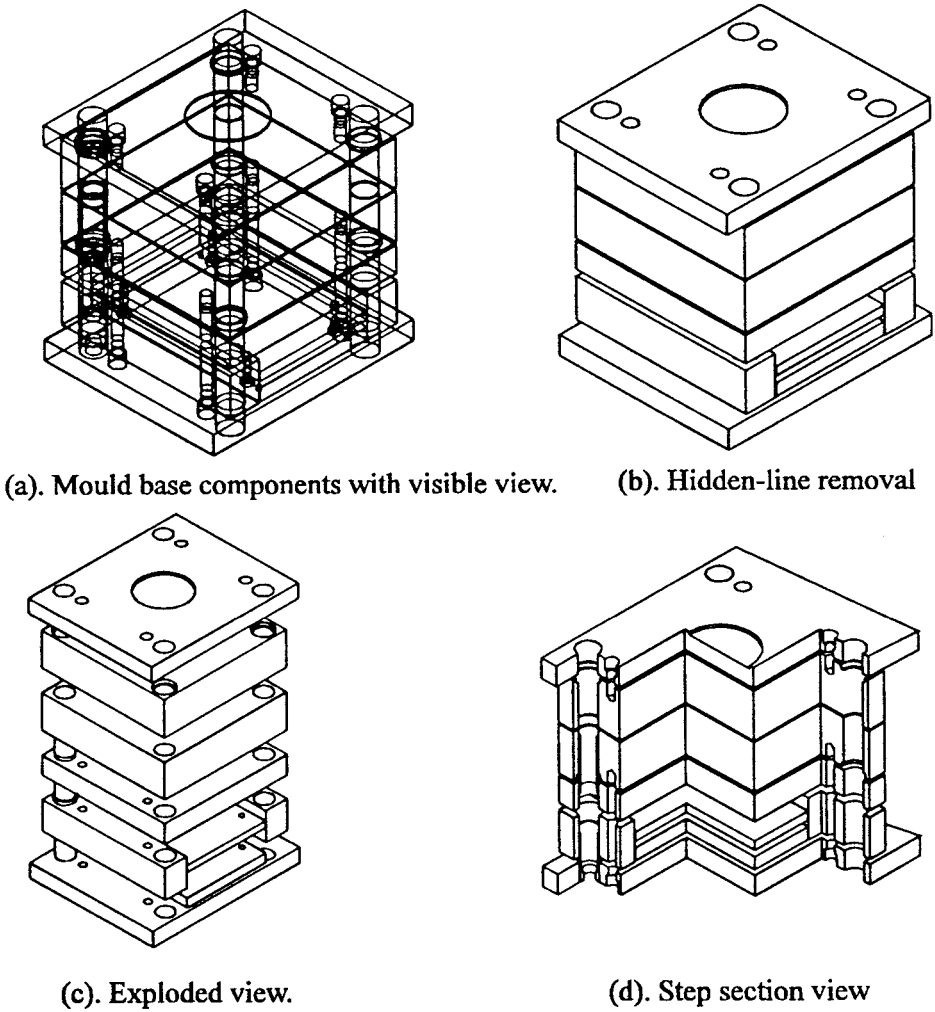 (a). Mould base components with visible view.
(b). Hidden-line removal
(c). Exploded view.
(d). Step section view